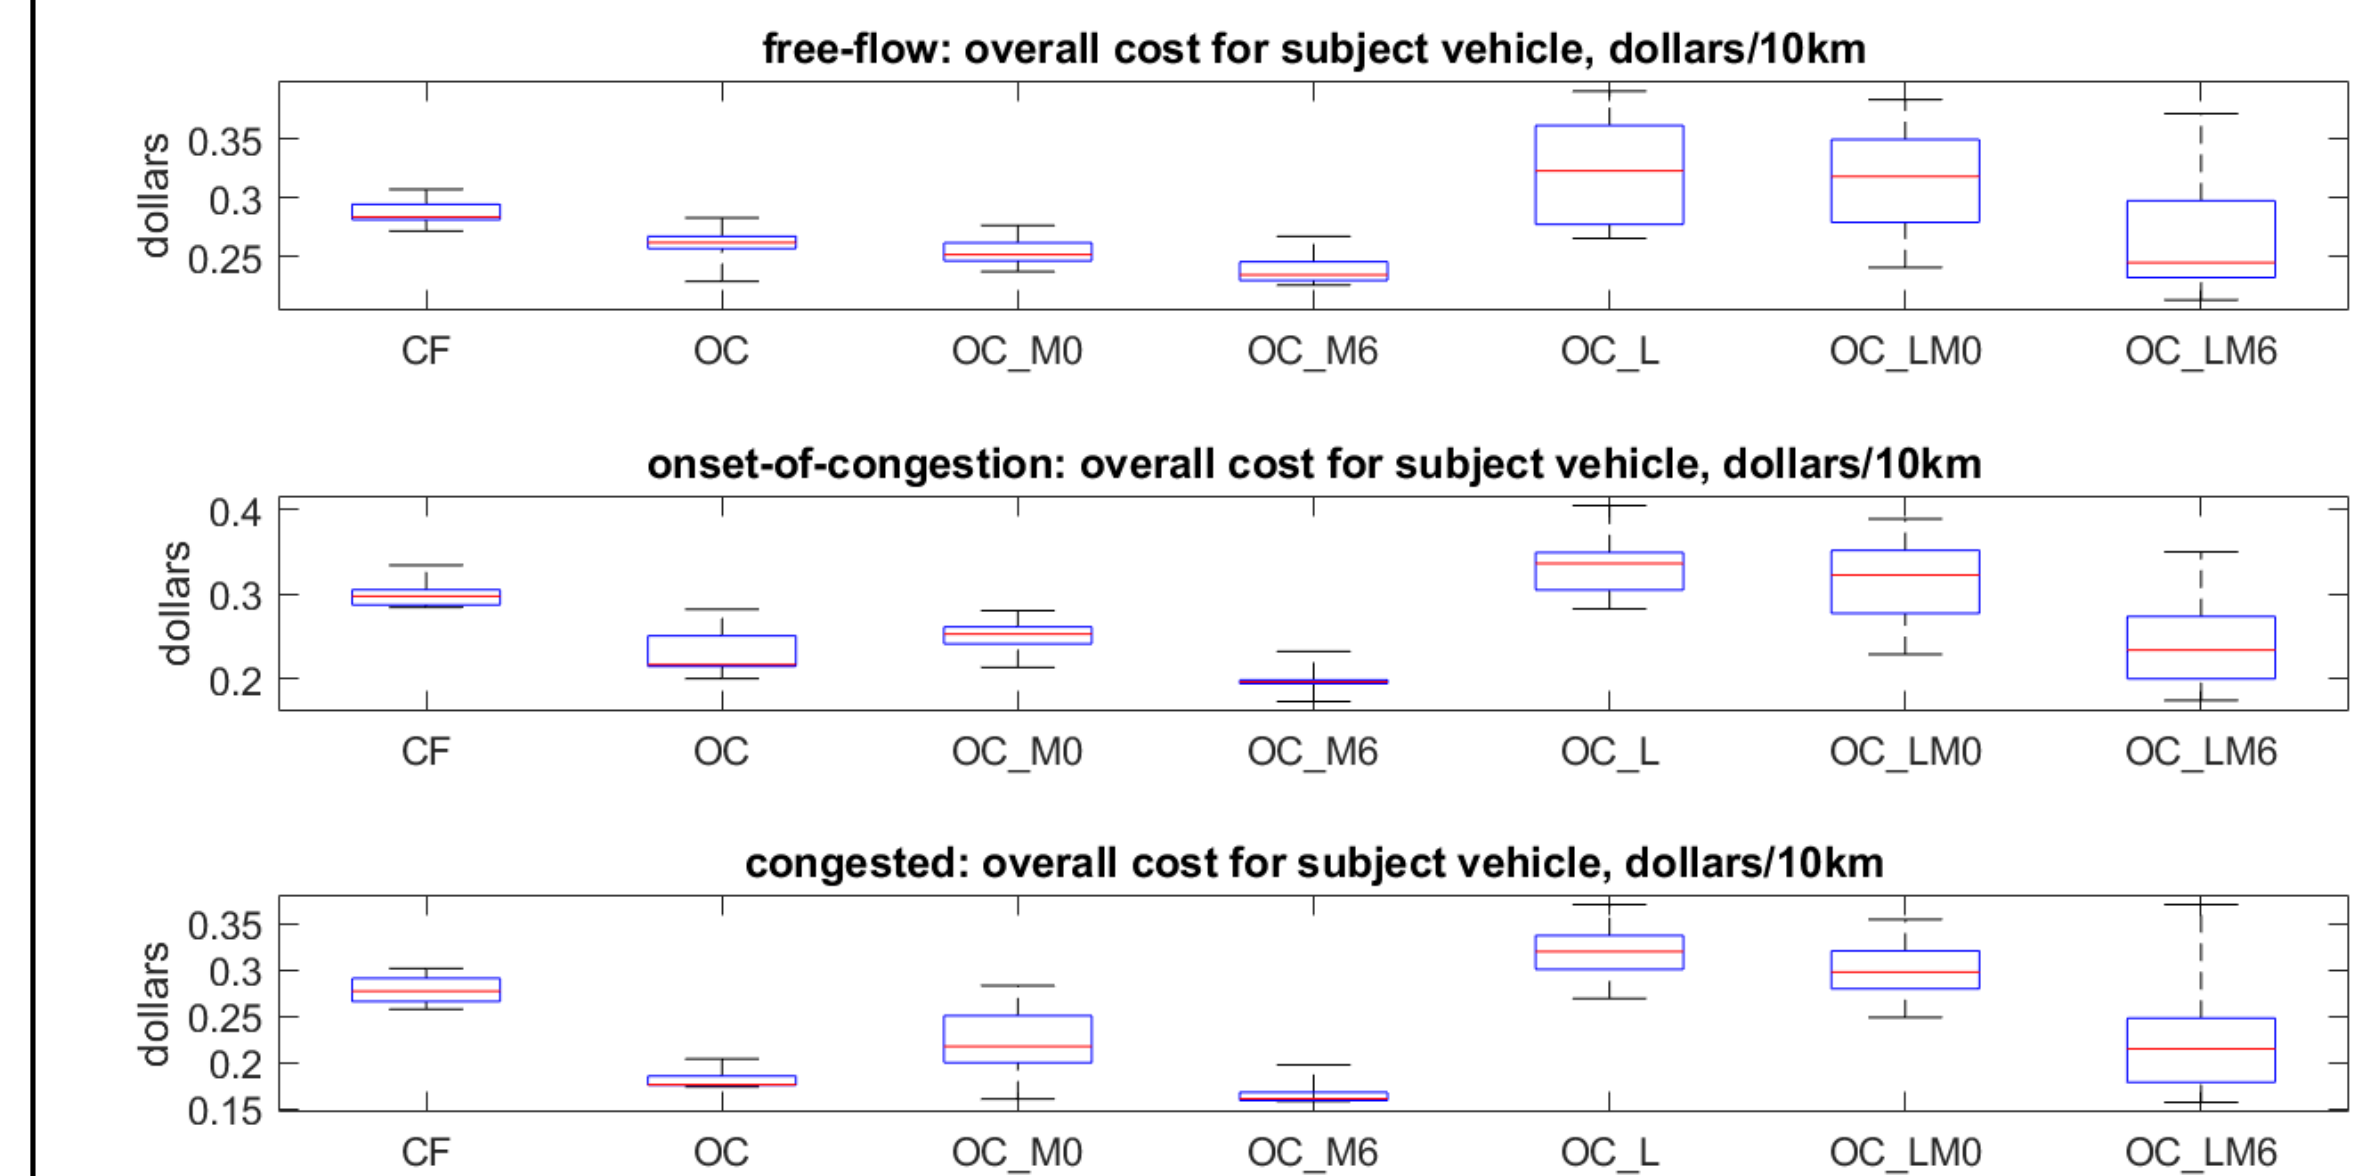 free-flow: overall cost for subject vehicle, dollars/10km
dollars
0.35
0.3
0.25
CF OC OC_M0 OC_M6 OC_L OC_LM0 OC_LM6
onset-of-congestion: overall cost for subject vehicle, dollars/10km
dollars
0.4
0.3
0.2
CF OC OC_M0 OC_M6 OC_L OC_LM0 OC_LM6
congested: overall cost for subject vehicle, dollars/10km
dollars
0.35
0.3
0.25
0.2
0.15
CF OC OC_M0 OC_M6 OC_L OC_LM0 OC_LM6